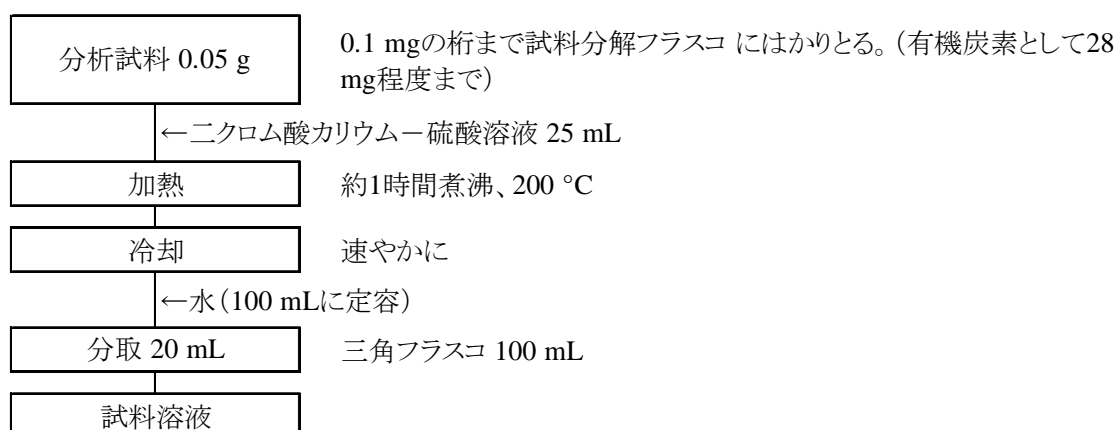 分析試料 0.05 g
0.1 mgの桁まで試料分解フラスコ にはかりとる。（有機炭素として28
mg程度まで）
←二クロム酸カリウム－硫酸溶液 25 mL
加熱
約1時間煮沸、200 °C
冷却
速やかに
←水（100 mLに定容）
分取 20 mL
三角フラスコ 100 mL
試料溶液